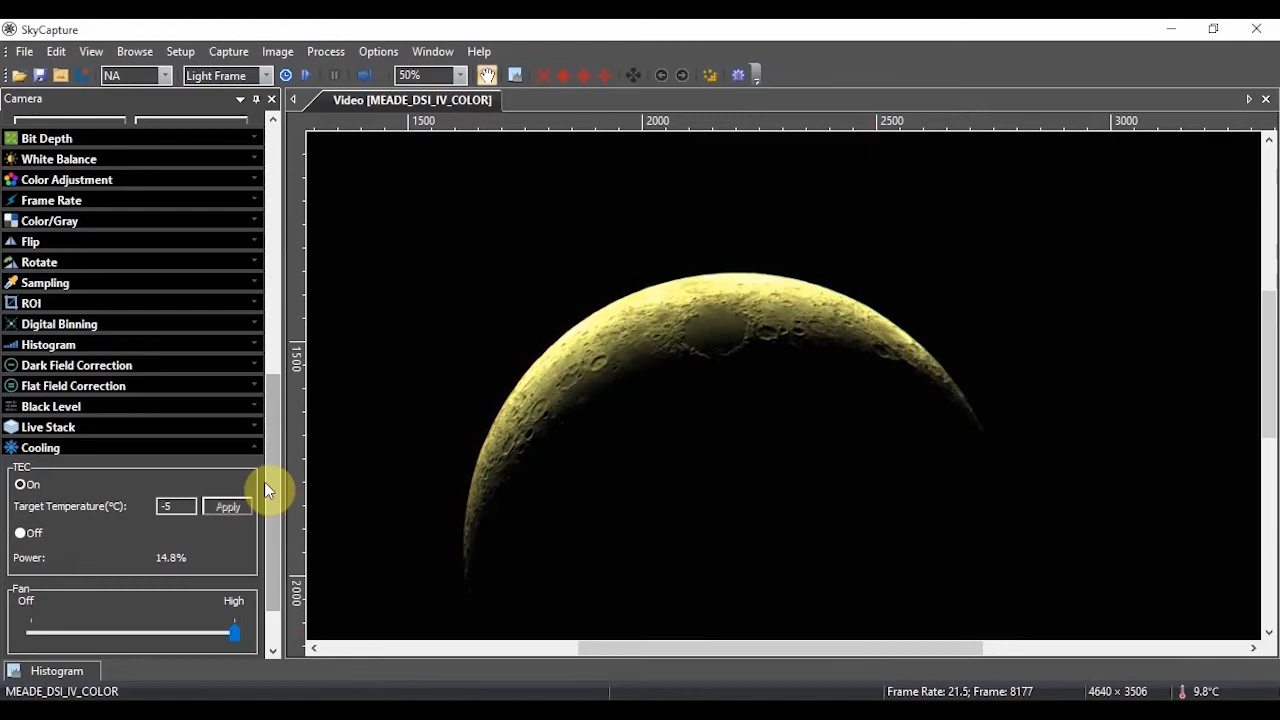 SkyCapture
File Edit View Browse Setup Capture Image Process Options Window Help
NA Light Frame 50%
Camera
Video [MEADE_DSI_IV_COLOR]
1500 2000 2500 3000
Bit Depth
White Balance
Color Adjustment
Frame Rate
Color/Gray
Flip
Rotate
Sampling
ROI
Digital Binning
Histogram
1500
Dark Field Correction
Flat Field Correction
Black Level
Live Stack
Cooling
TEC
On
Target Temperature(°C): -5 Apply
Off
Power: 14.8%
2000
Fan
Off High
Histogram
MEADE_DSI_IV_COLOR Frame Rate: 21.5; Frame: 8177 4640 × 3506 9.8°C